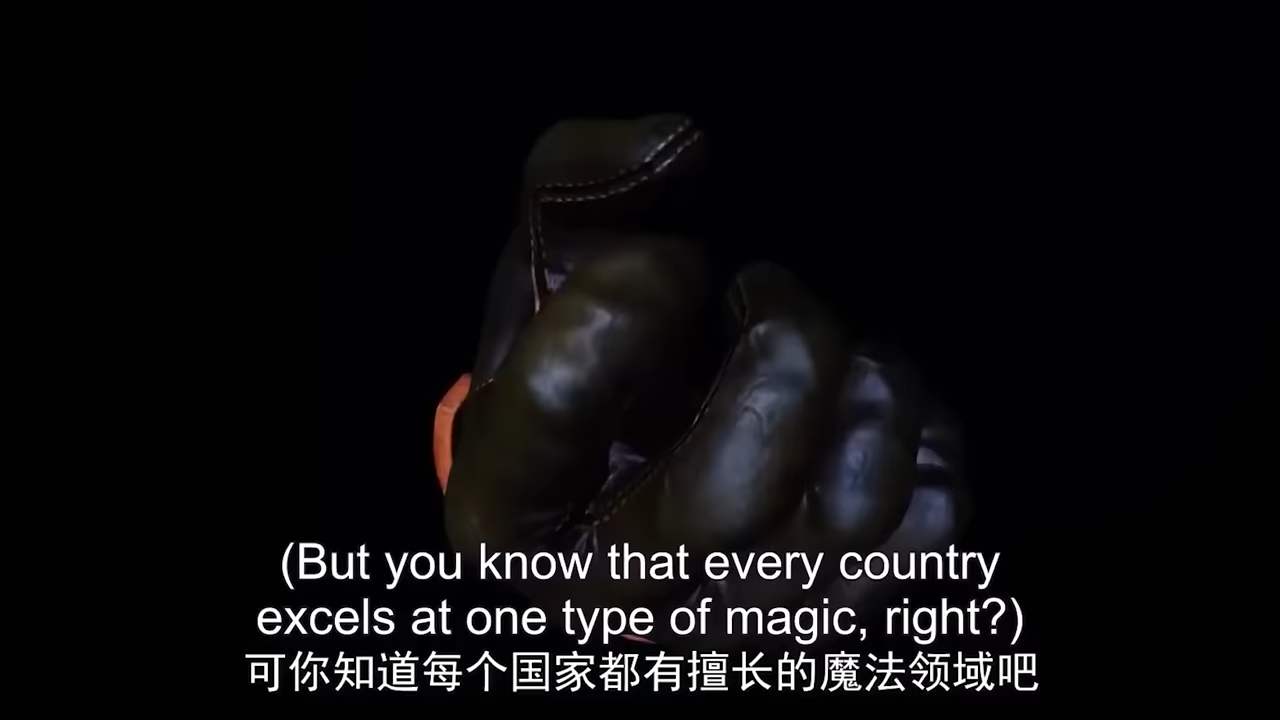 (But you know that every country
excels at one type of magic, right?)
可你知道每个国家都有擅长的魔法领域吧